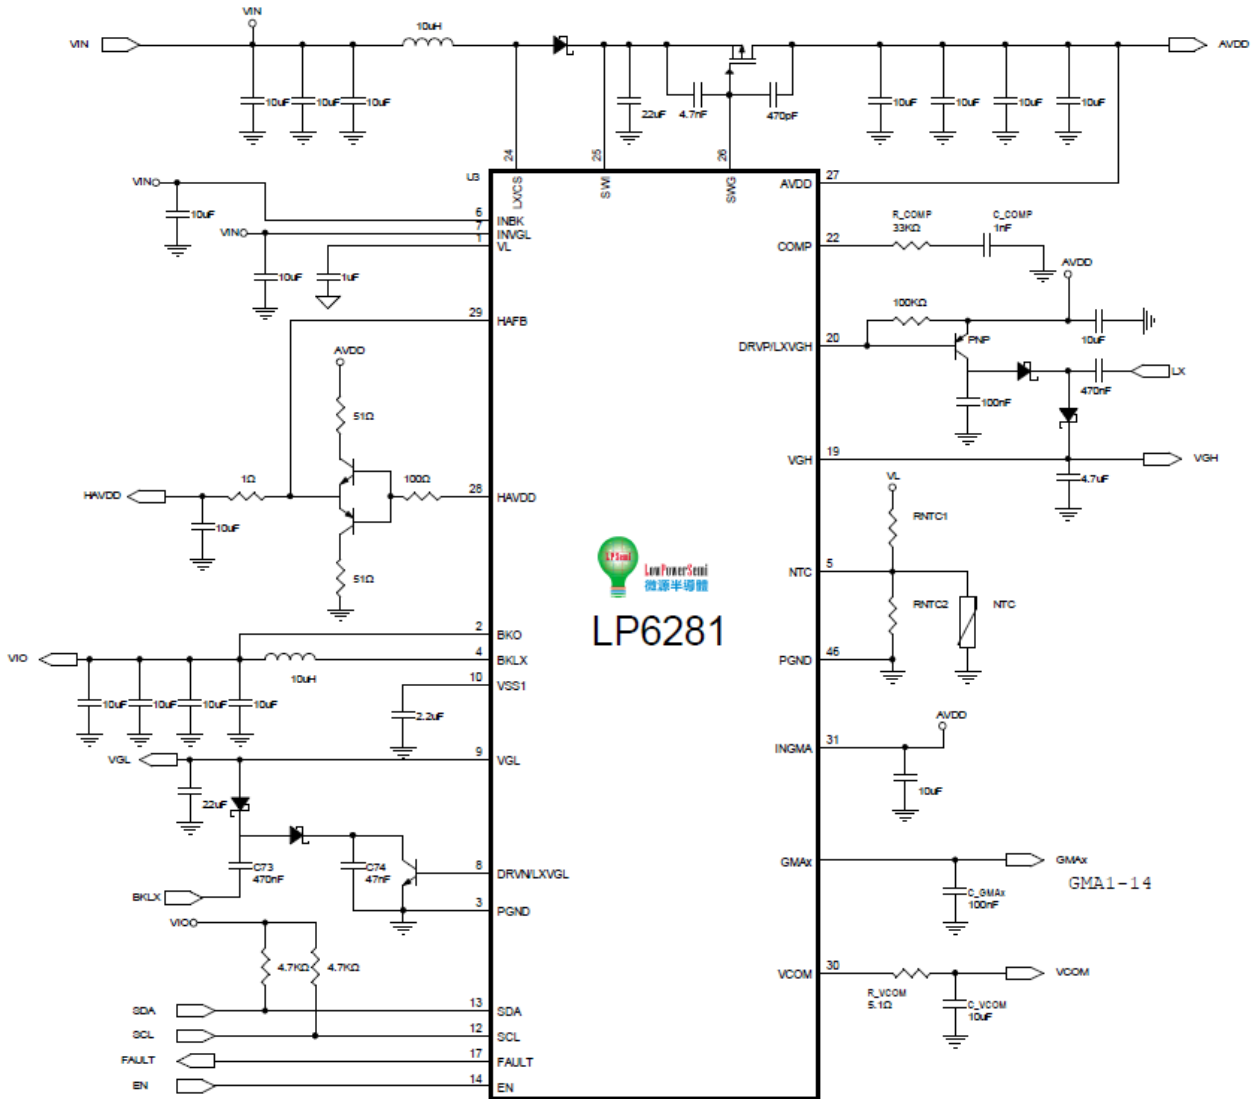 VIN
10uH
VIN
AVDD
10uF
10uF
10uF
22uF
4.7nF
470pF
10uF
10uF
10uF
10uF
24
25
26
U3
LX/CS
SWI
SWG
AVDD
27
VIN
10uF
6
INBK
7
INVGL
VIN
1
VL
10uF
1uF
COMP
22
R_COMP
33KΩ
C_COMP
1nF
AVDD
29
HAFB
100KΩ
DRVP/LXVGH
20
PNP
10uF
AVDD
51Ω
100nF
470nF
LX
VGH
19
VGH
4.7uF
HAVDD
1Ω
10uF
100Ω
28
HAVDD
51Ω
VL
RNTC1
NTC
5
RNTC2
NTC
PGND
46
LPSemi
LowPowerSemi
微源半導體
LP6281
2
BKO
VIO
4
BKLX
10uH
10uF
10uF
10uF
10uF
10
VSS1
2.2uF
AVDD
INGMA
31
10uF
VGL
9
VGL
22uF
C73
470nF
C74
47nF
8
DRVN/LXVGL
BKLX
3
PGND
GMAx
GMAx
GMA1-14
C_GMAx
100nF
VIO
4.7KΩ
4.7KΩ
VCOM
30
R_VCOM
5.1Ω
VCOM
C_VCOM
10uF
SDA
13
SDA
SCL
12
SCL
FAULT
17
FAULT
EN
14
EN